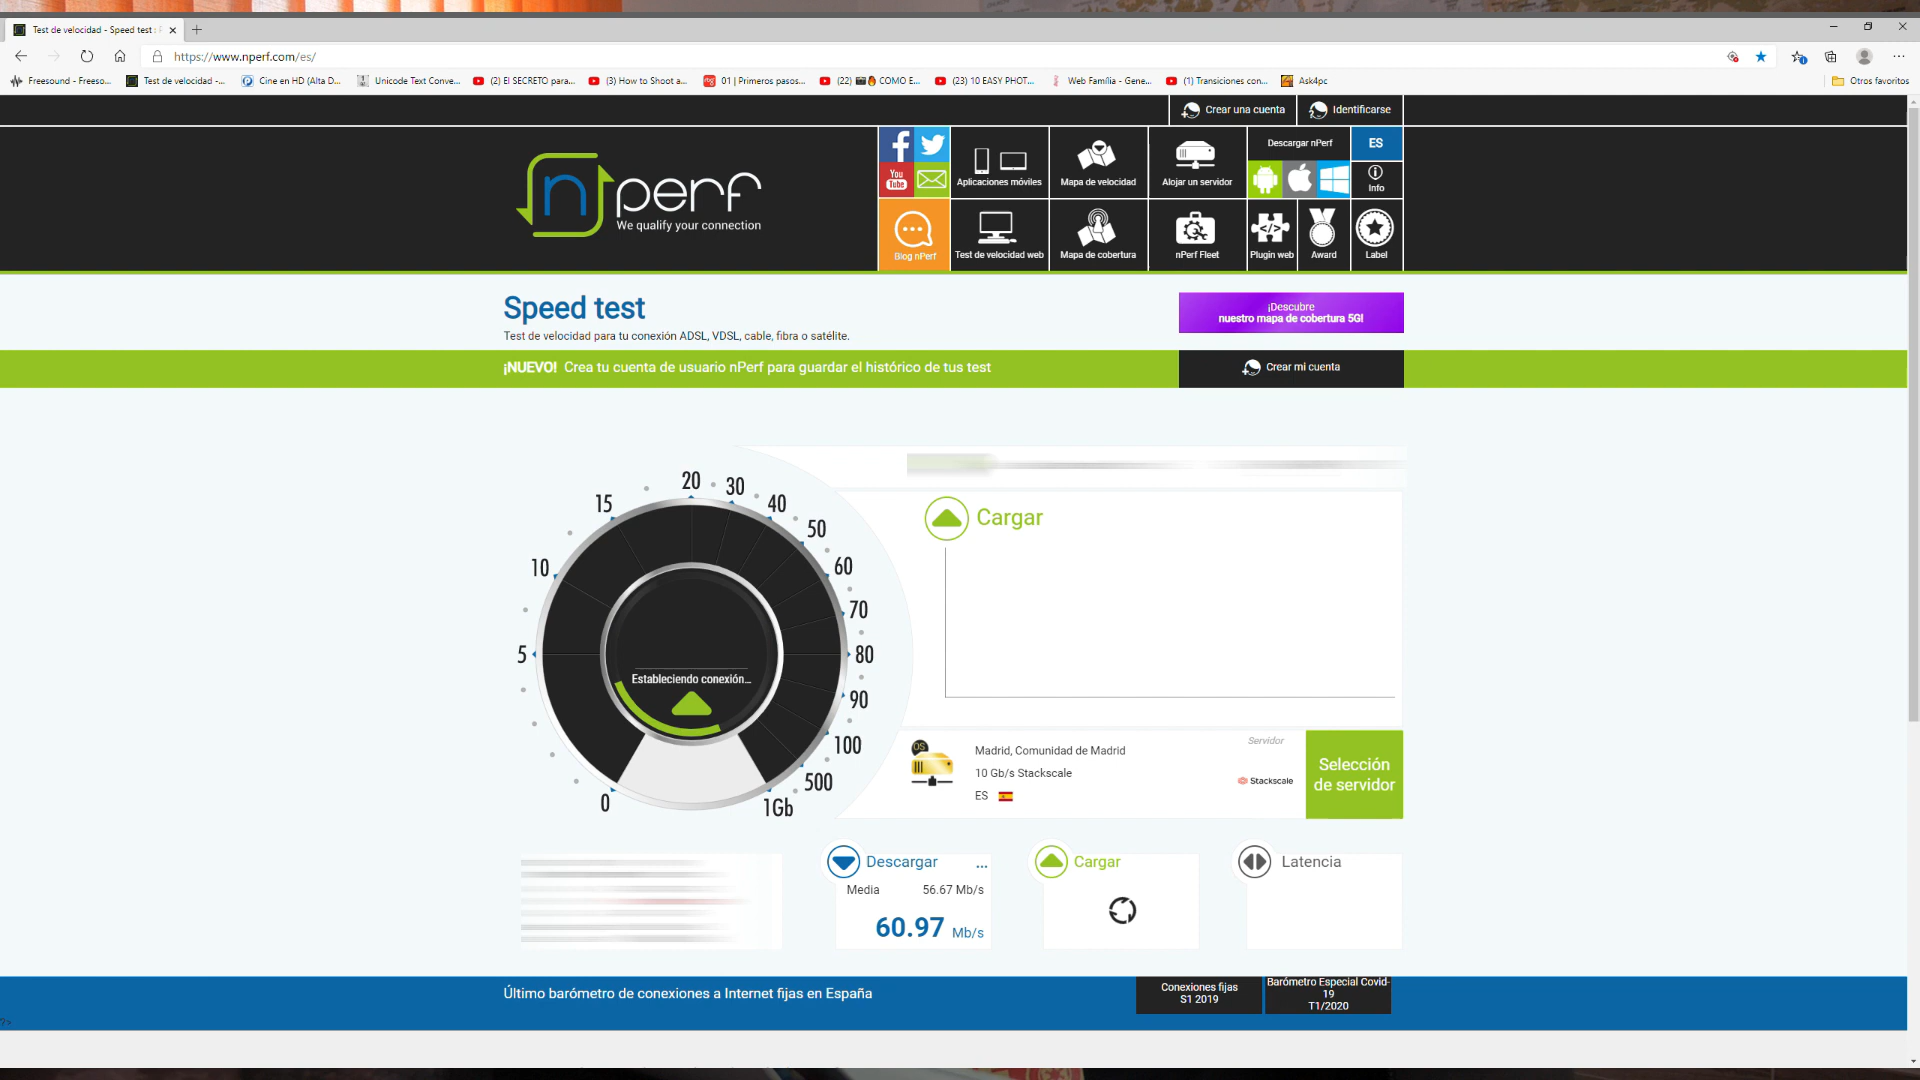 Test de velocidad - Speed test
https://www.nperf.com/es/
Freesound - Freeso...
Test de velocidad -...
Cine en HD (Alta D...
Unicode Text Conve...
(2) El SECRETO para...
(3) How to Shoot a...
01 | Primeros pasos...
(22) 📷🔥 COMO E...
(23) 10 EASY PHOT...
Web Família - Gene...
(1) Transiciones con...
Ask4pc
Otros favoritos
Crear una cuenta
Identificarse
nperf
We qualify your connection
You
Tube
Aplicaciones móviles
Mapa de velocidad
Alojar un servidor
Descargar nPerf
ES
Info
Blog nPerf
Test de velocidad web
Mapa de cobertura
nPerf Fleet
Plugin web
Award
Label
Speed test
Test de velocidad para tu conexión ADSL, VDSL, cable, fibra o satélite.
¡Descubre
nuestro mapa de cobertura 5G!
¡NUEVO! Crea tu cuenta de usuario nPerf para guardar el histórico de tus test
Crear mi cuenta
0
5
10
15
20
30
40
50
60
70
80
90
100
500
1Gb
Estableciendo conexión...
Cargar
OS
Madrid, Comunidad de Madrid
10 Gb/s Stackscale
ES
Servidor
Stackscale
Selección
de servidor
Descargar ...
Media 56.67 Mb/s
60.97 Mb/s
Cargar
Latencia
Último barómetro de conexiones a Internet fijas en España
Conexiones fijas
S1 2019
Barómetro Especial Covid-
19
T1/2020
?>